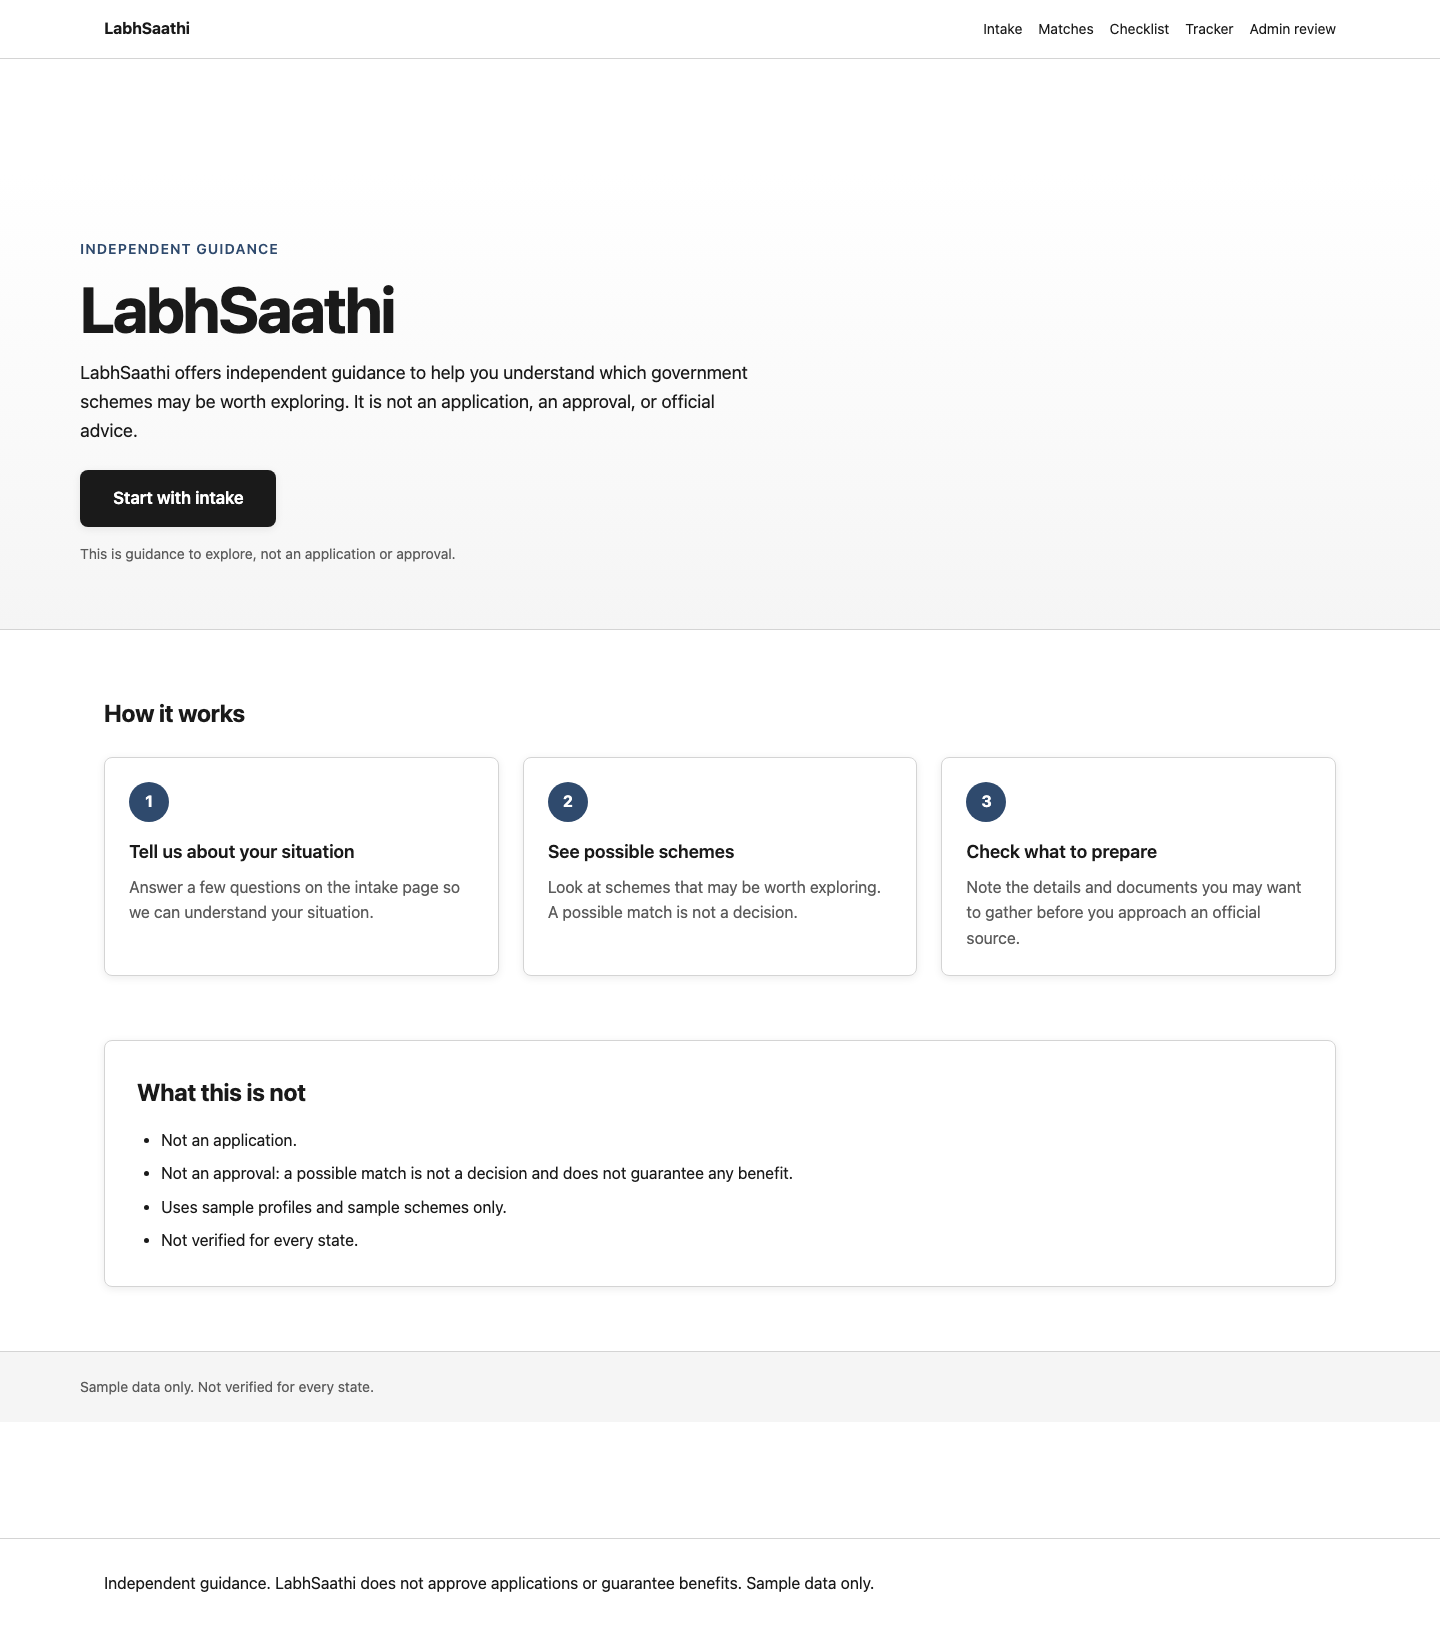 LabhSaathi
Intake Matches Checklist Tracker Admin review
INDEPENDENT GUIDANCE
LabhSaathi
LabhSaathi offers independent guidance to help you understand which government
schemes may be worth exploring. It is not an application, an approval, or official
advice.
Start with intake
This is guidance to explore, not an application or approval.
How it works
1
Tell us about your situation
Answer a few questions on the intake page so
we can understand your situation.
2
See possible schemes
Look at schemes that may be worth exploring.
A possible match is not a decision.
3
Check what to prepare
Note the details and documents you may want
to gather before you approach an official
source.
What this is not
• Not an application.
• Not an approval: a possible match is not a decision and does not guarantee any benefit.
• Uses sample profiles and sample schemes only.
• Not verified for every state.
Sample data only. Not verified for every state.
Independent guidance. LabhSaathi does not approve applications or guarantee benefits. Sample data only.